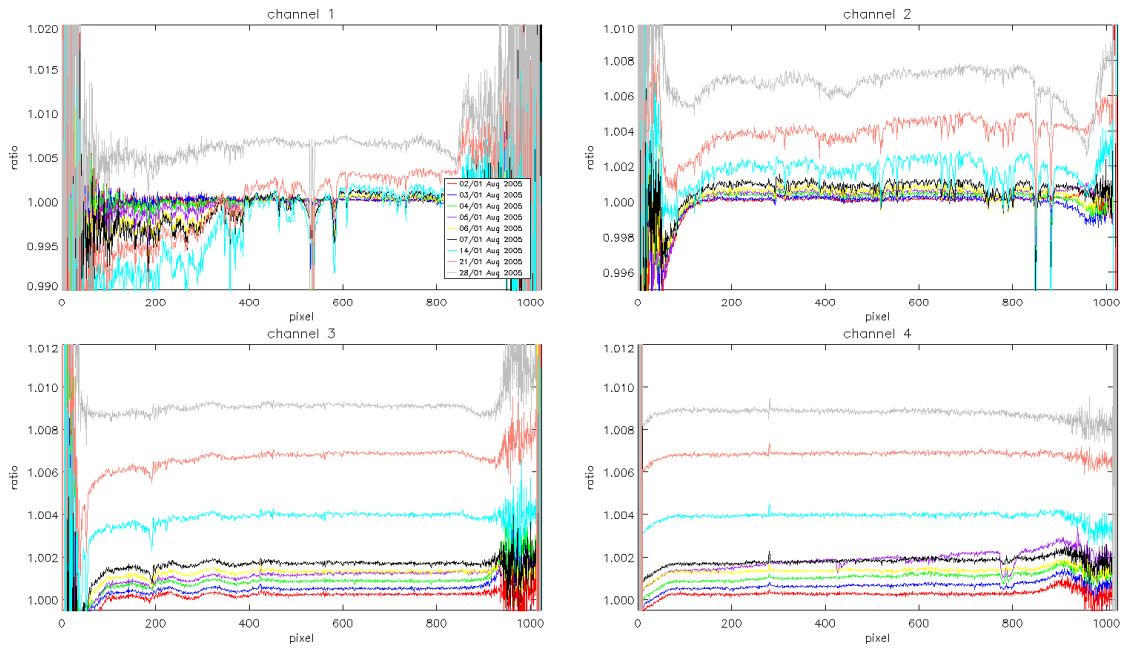 channel 1
1.020
1.015
1.010
1.005
1.000
0.995
0.990
ratio
0 200 400 600 800 1000
pixel
02/01 Aug 2005
03/01 Aug 2005
04/01 Aug 2005
05/01 Aug 2005
06/01 Aug 2005
07/01 Aug 2005
14/01 Aug 2005
21/01 Aug 2005
28/01 Aug 2005
channel 2
1.010
1.008
1.006
1.004
1.002
1.000
0.998
0.996
ratio
0 200 400 600 800 1000
pixel
channel 3
1.012
1.010
1.008
1.006
1.004
1.002
1.000
ratio
0 200 400 600 800 1000
pixel
channel 4
1.012
1.010
1.008
1.006
1.004
1.002
1.000
ratio
0 200 400 600 800 1000
pixel